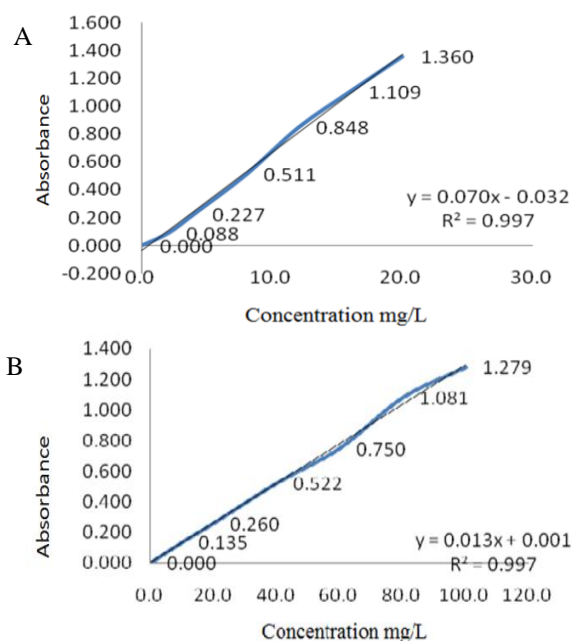 A
1.600
1.400
1.200
1.000
0.800
0.600
0.400
0.200
0.000
-0.200
Absorbance
1.360
1.109
0.848
0.511
0.227
0.088
0.000
y = 0.070x - 0.032
R² = 0.997
0.0 10.0 20.0 30.0
Concentration mg/L
B
1.400
1.200
1.000
0.800
0.600
0.400
0.200
0.000
Absorbance
1.279
1.081
0.750
0.522
0.260
0.135
0.000
y = 0.013x + 0.001
R² = 0.997
0.0 20.0 40.0 60.0 80.0 100.0 120.0
Concentration mg/L